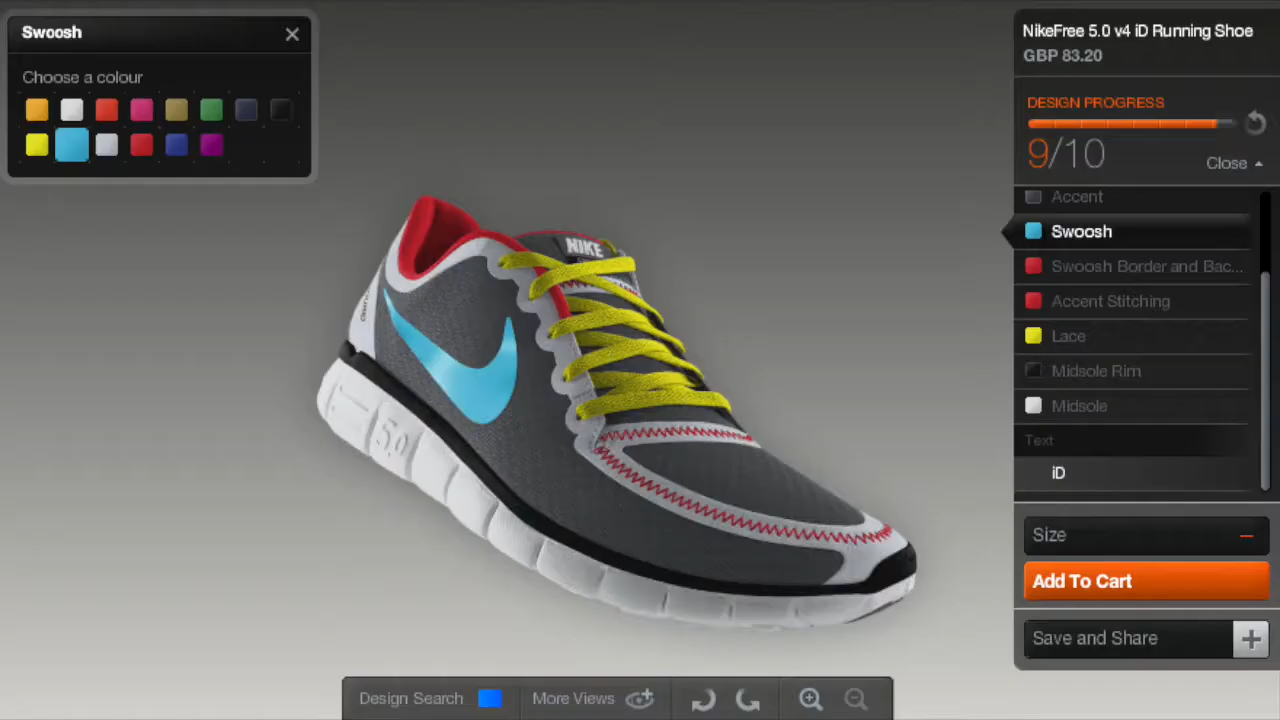 Swoosh
Choose a colour
NikeFree 5.0 v4 iD Running Shoe
GBP 83.20
DESIGN PROGRESS
9/10
Close
Accent
Swoosh
Swoosh Border and Bac...
Accent Stitching
Lace
Midsole Rim
Midsole
Text
iD
Size
Add To Cart
Save and Share
NIKE
5.0
Design Search
More Views